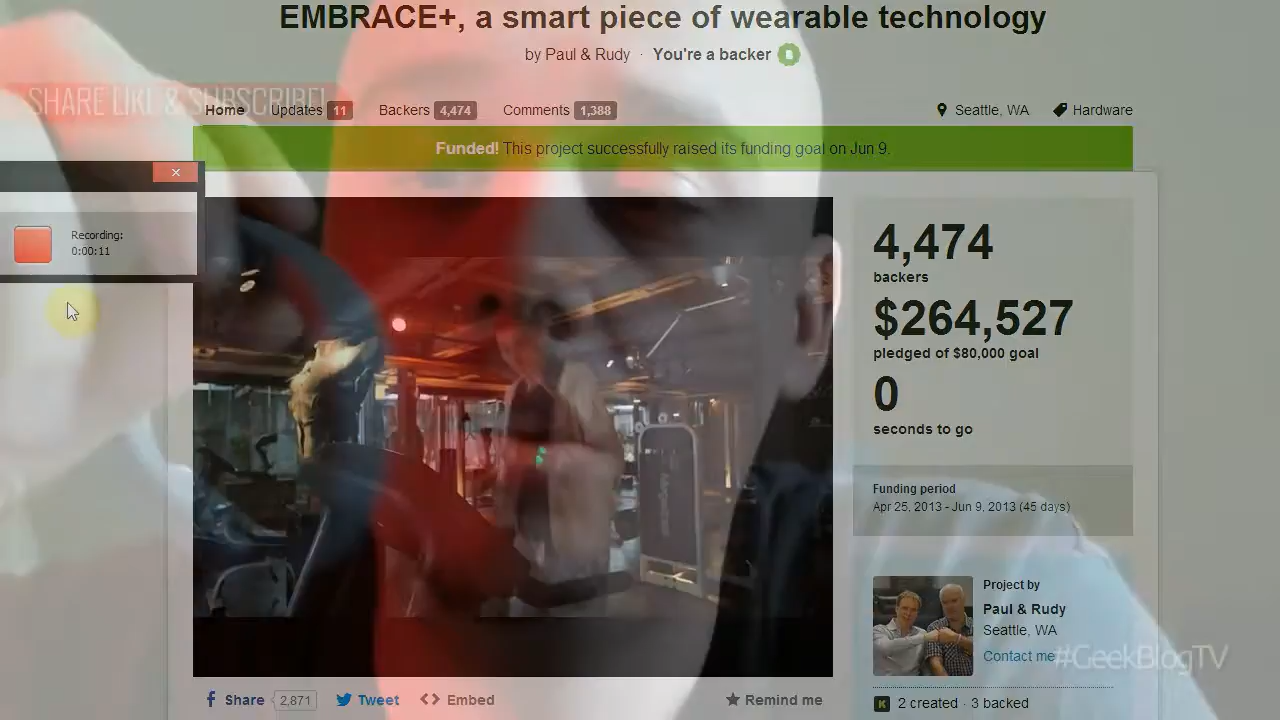 EMBRACE+, a smart piece of wearable technology
by Paul & Rudy · You're a backer
SHARE LIKE & SUBSCRIBE!
Home Updates 11 Backers 4,474 Comments 1,388 Seattle, WA Hardware
Funded! This project successfully raised its funding goal on Jun 9.
Recording:
0:00:11
4,474
backers
$264,527
pledged of $80,000 goal
0
seconds to go
Funding period
Apr 25, 2013 - Jun 9, 2013 (45 days)
Project by
Paul & Rudy
Seattle, WA
Contact me
#GeekBlogTV
Share 2,871 Tweet Embed Remind me
2 created · 3 backed